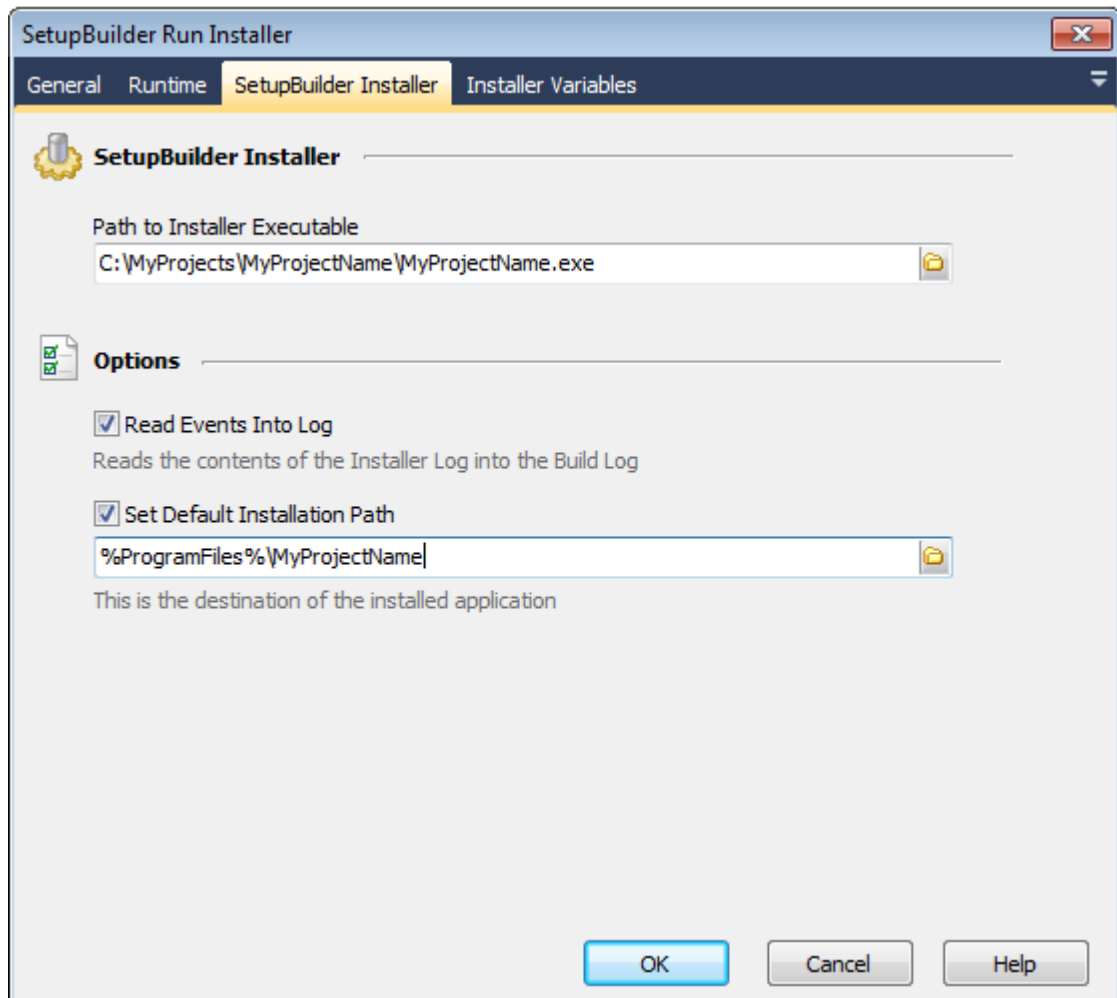 SetupBuilder Run Installer
General Runtime SetupBuilder Installer Installer Variables
SetupBuilder Installer
Path to Installer Executable
C:\MyProjects\MyProjectName\MyProjectName.exe
Options
Read Events Into Log
Reads the contents of the Installer Log into the Build Log
Set Default Installation Path
%ProgramFiles%\MyProjectName
This is the destination of the installed application
OK Cancel Help